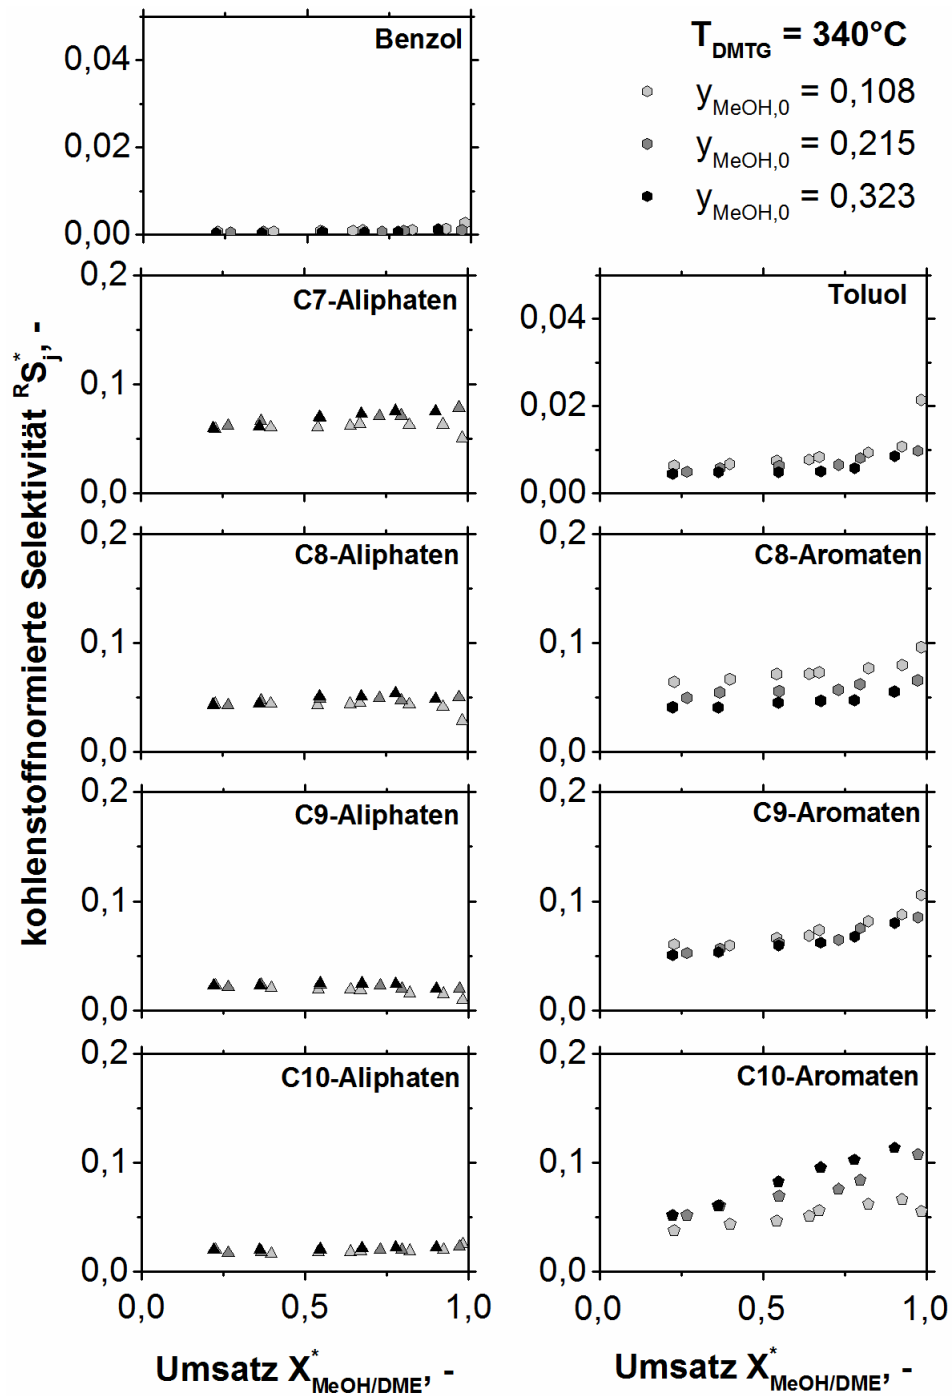 Benzol
0,04
0,02
0,00
T_DMTG = 340°C
y_MeOH,0 = 0,108
y_MeOH,0 = 0,215
y_MeOH,0 = 0,323
kohlenstoffnormierte Selektivität ^R S_j^*, -
C7-Aliphaten
0,2
0,1
0,0
Toluol
0,04
0,02
0,00
C8-Aliphaten
0,2
0,1
0,0
C8-Aromaten
0,2
0,1
0,0
C9-Aliphaten
0,2
0,1
0,0
C9-Aromaten
0,2
0,1
0,0
C10-Aliphaten
0,2
0,1
0,0
0,0 0,5 1,0
Umsatz X^*_MeOH/DME, -
C10-Aromaten
0,2
0,1
0,0
0,0 0,5 1,0
Umsatz X^*_MeOH/DME, -